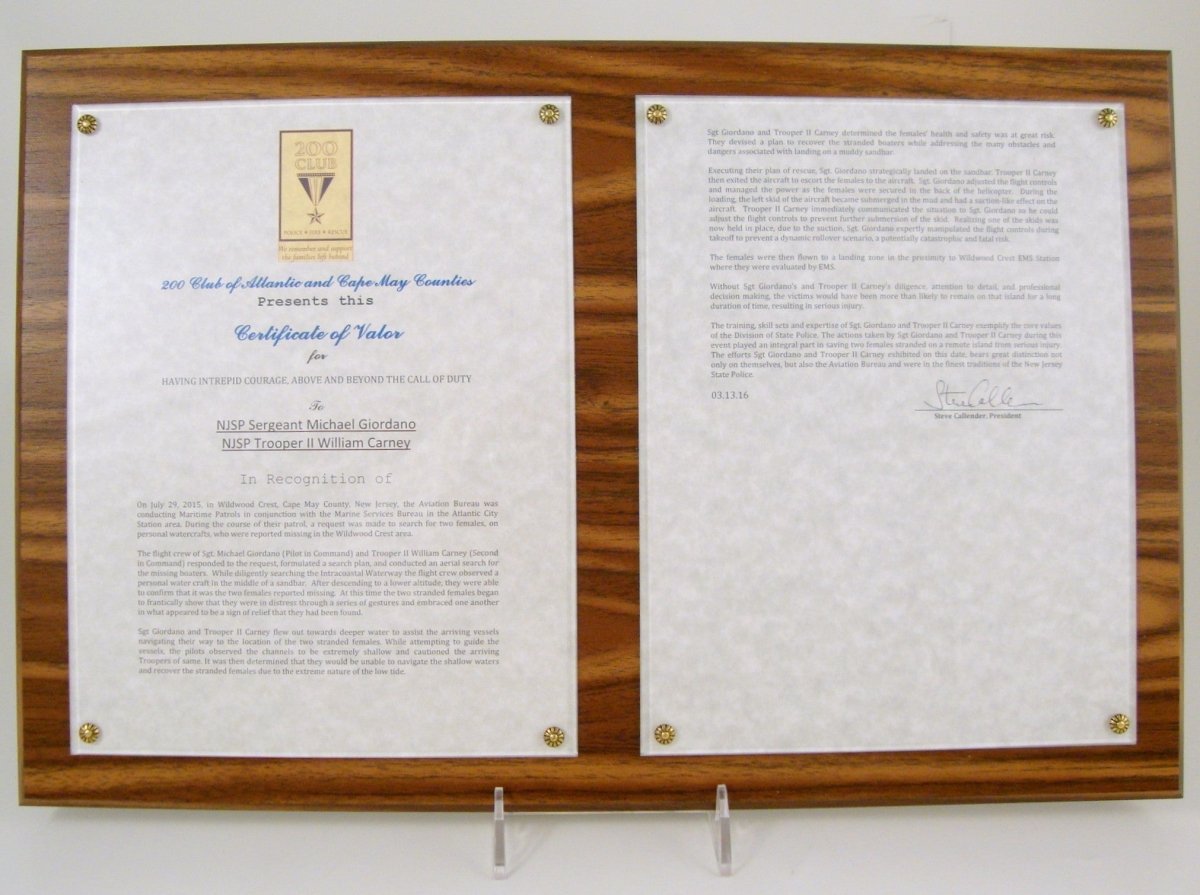 200
CLUB
POLICE ★ FIRE ★ RESCUE
We remember and support
the families left behind
200 Club of Atlantic and Cape May Counties
Presents this
Certificate of Valor
for
HAVING INTREPID COURAGE, ABOVE AND BEYOND THE CALL OF DUTY
To
NJSP Sergeant Michael Giordano
NJSP Trooper II William Carney
In Recognition of
On July 29, 2015, in Wildwood Crest, Cape May County, New Jersey, the Aviation Bureau was
conducting Maritime Patrols in conjunction with the Marine Services Bureau in the Atlantic City
Station area. During the course of their patrol, a request was made to search for two females, on
personal watercrafts, who were reported missing in the Wildwood Crest area.
The flight crew of Sgt. Michael Giordano (Pilot in Command) and Trooper II William Carney (Second
in Command) responded to the request, formulated a search plan, and conducted an aerial search for
the missing boaters. While diligently searching the Intracoastal Waterway the flight crew observed a
personal water craft in the middle of a sandbar. After descending to a lower altitude, they were able
to confirm that it was the two females reported missing. At this time the two stranded females began
to frantically show that they were in distress through a series of gestures and embraced one another
in what appeared to be a sign of relief that they had been found.
Sgt Giordano and Trooper II Carney flew out towards deeper water to assist the arriving vessels
navigating their way to the location of the two stranded females. While attempting to guide the
vessels, the pilots observed the channels to be extremely shallow and cautioned the arriving
Troopers of same. It was then determined that they would be unable to navigate the shallow waters
and recover the stranded females due to the extreme nature of the low tide.
Sgt Giordano and Trooper II Carney determined the females' health and safety was at great risk.
They devised a plan to recover the stranded boaters while addressing the many obstacles and
dangers associated with landing on a muddy sandbar.
Executing their plan of rescue, Sgt. Giordano strategically landed on the sandbar. Trooper II Carney
then exited the aircraft to escort the females to the aircraft. Sgt. Giordano adjusted the flight controls
and managed the power as the females were secured in the back of the helicopter. During the
loading, the left skid of the aircraft became submerged in the mud and had a suction-like effect on the
aircraft. Trooper II Carney immediately communicated the situation to Sgt Giordano so he could
adjust the flight controls to prevent further submersion of the skid. Realizing one of the skids was
now held in place, due to the suction, Sgt. Giordano expertly manipulated the flight controls during
takeoff to prevent a dynamic rollover scenario, a potentially catastrophic and fatal risk.
The females were then flown to a landing zone in the proximity to Wildwood Crest EMS Station
where they were evaluated by EMS.
Without Sgt Giordano's and Trooper II Carney's diligence, attention to detail, and professional
decision making, the victims would have been more than likely to remain on that island for a long
duration of time, resulting in serious injury.
The training, skill sets and expertise of Sgt. Giordano and Trooper II Carney exemplify the core values
of the Division of State Police. The actions taken by Sgt Giordano and Trooper II Carney during this
event played an integral part in saving two females stranded on a remote island from serious injury.
The efforts Sgt Giordano and Trooper II Carney exhibited on this date, bears great distinction not
only on themselves, but also the Aviation Bureau and were in the finest traditions of the New Jersey
State Police.
03.13.16
Steve Callender
Steve Callender, President